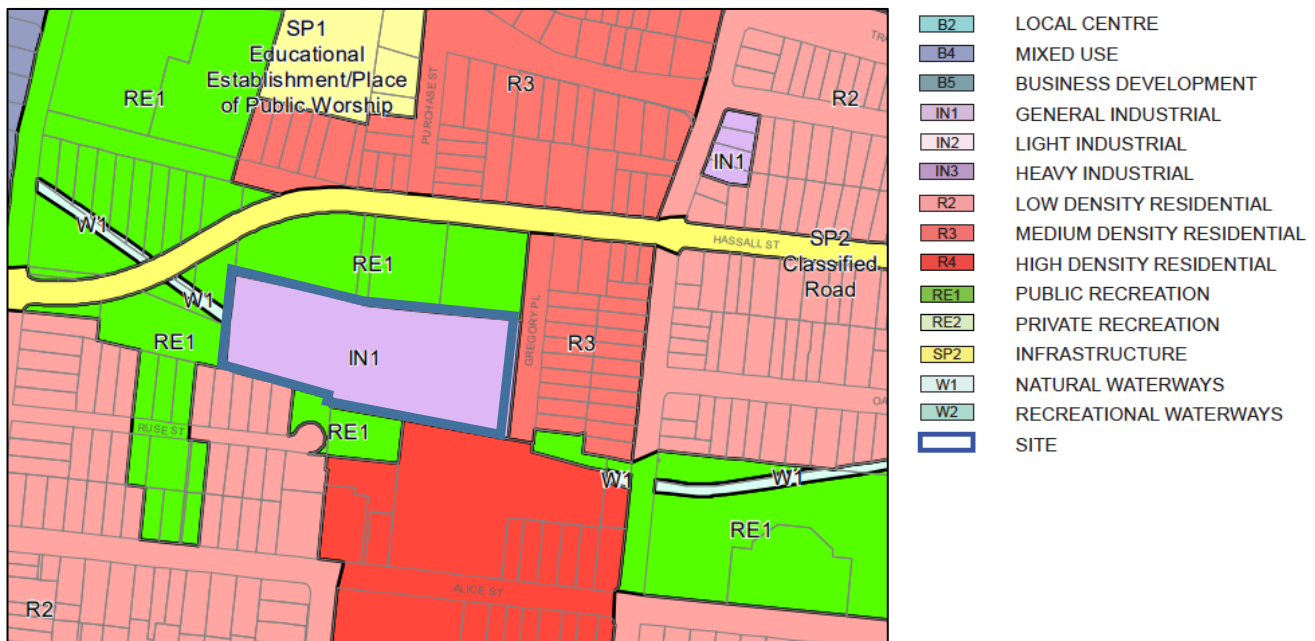 SP1
Educational
Establishment/Place
of Public Worship
RE1
PURCHASE ST
R3
TRA
R2
IN1
W1
HASSALL ST
SP2
Classified
Road
RE1
W1
RE1
IN1
GREGORY PL
R3
OA
RE1
RUSE ST
W1
W1
RE1
ALICE ST
R2
B2 LOCAL CENTRE
B4 MIXED USE
B5 BUSINESS DEVELOPMENT
IN1 GENERAL INDUSTRIAL
IN2 LIGHT INDUSTRIAL
IN3 HEAVY INDUSTRIAL
R2 LOW DENSITY RESIDENTIAL
R3 MEDIUM DENSITY RESIDENTIAL
R4 HIGH DENSITY RESIDENTIAL
RE1 PUBLIC RECREATION
RE2 PRIVATE RECREATION
SP2 INFRASTRUCTURE
W1 NATURAL WATERWAYS
W2 RECREATIONAL WATERWAYS
SITE